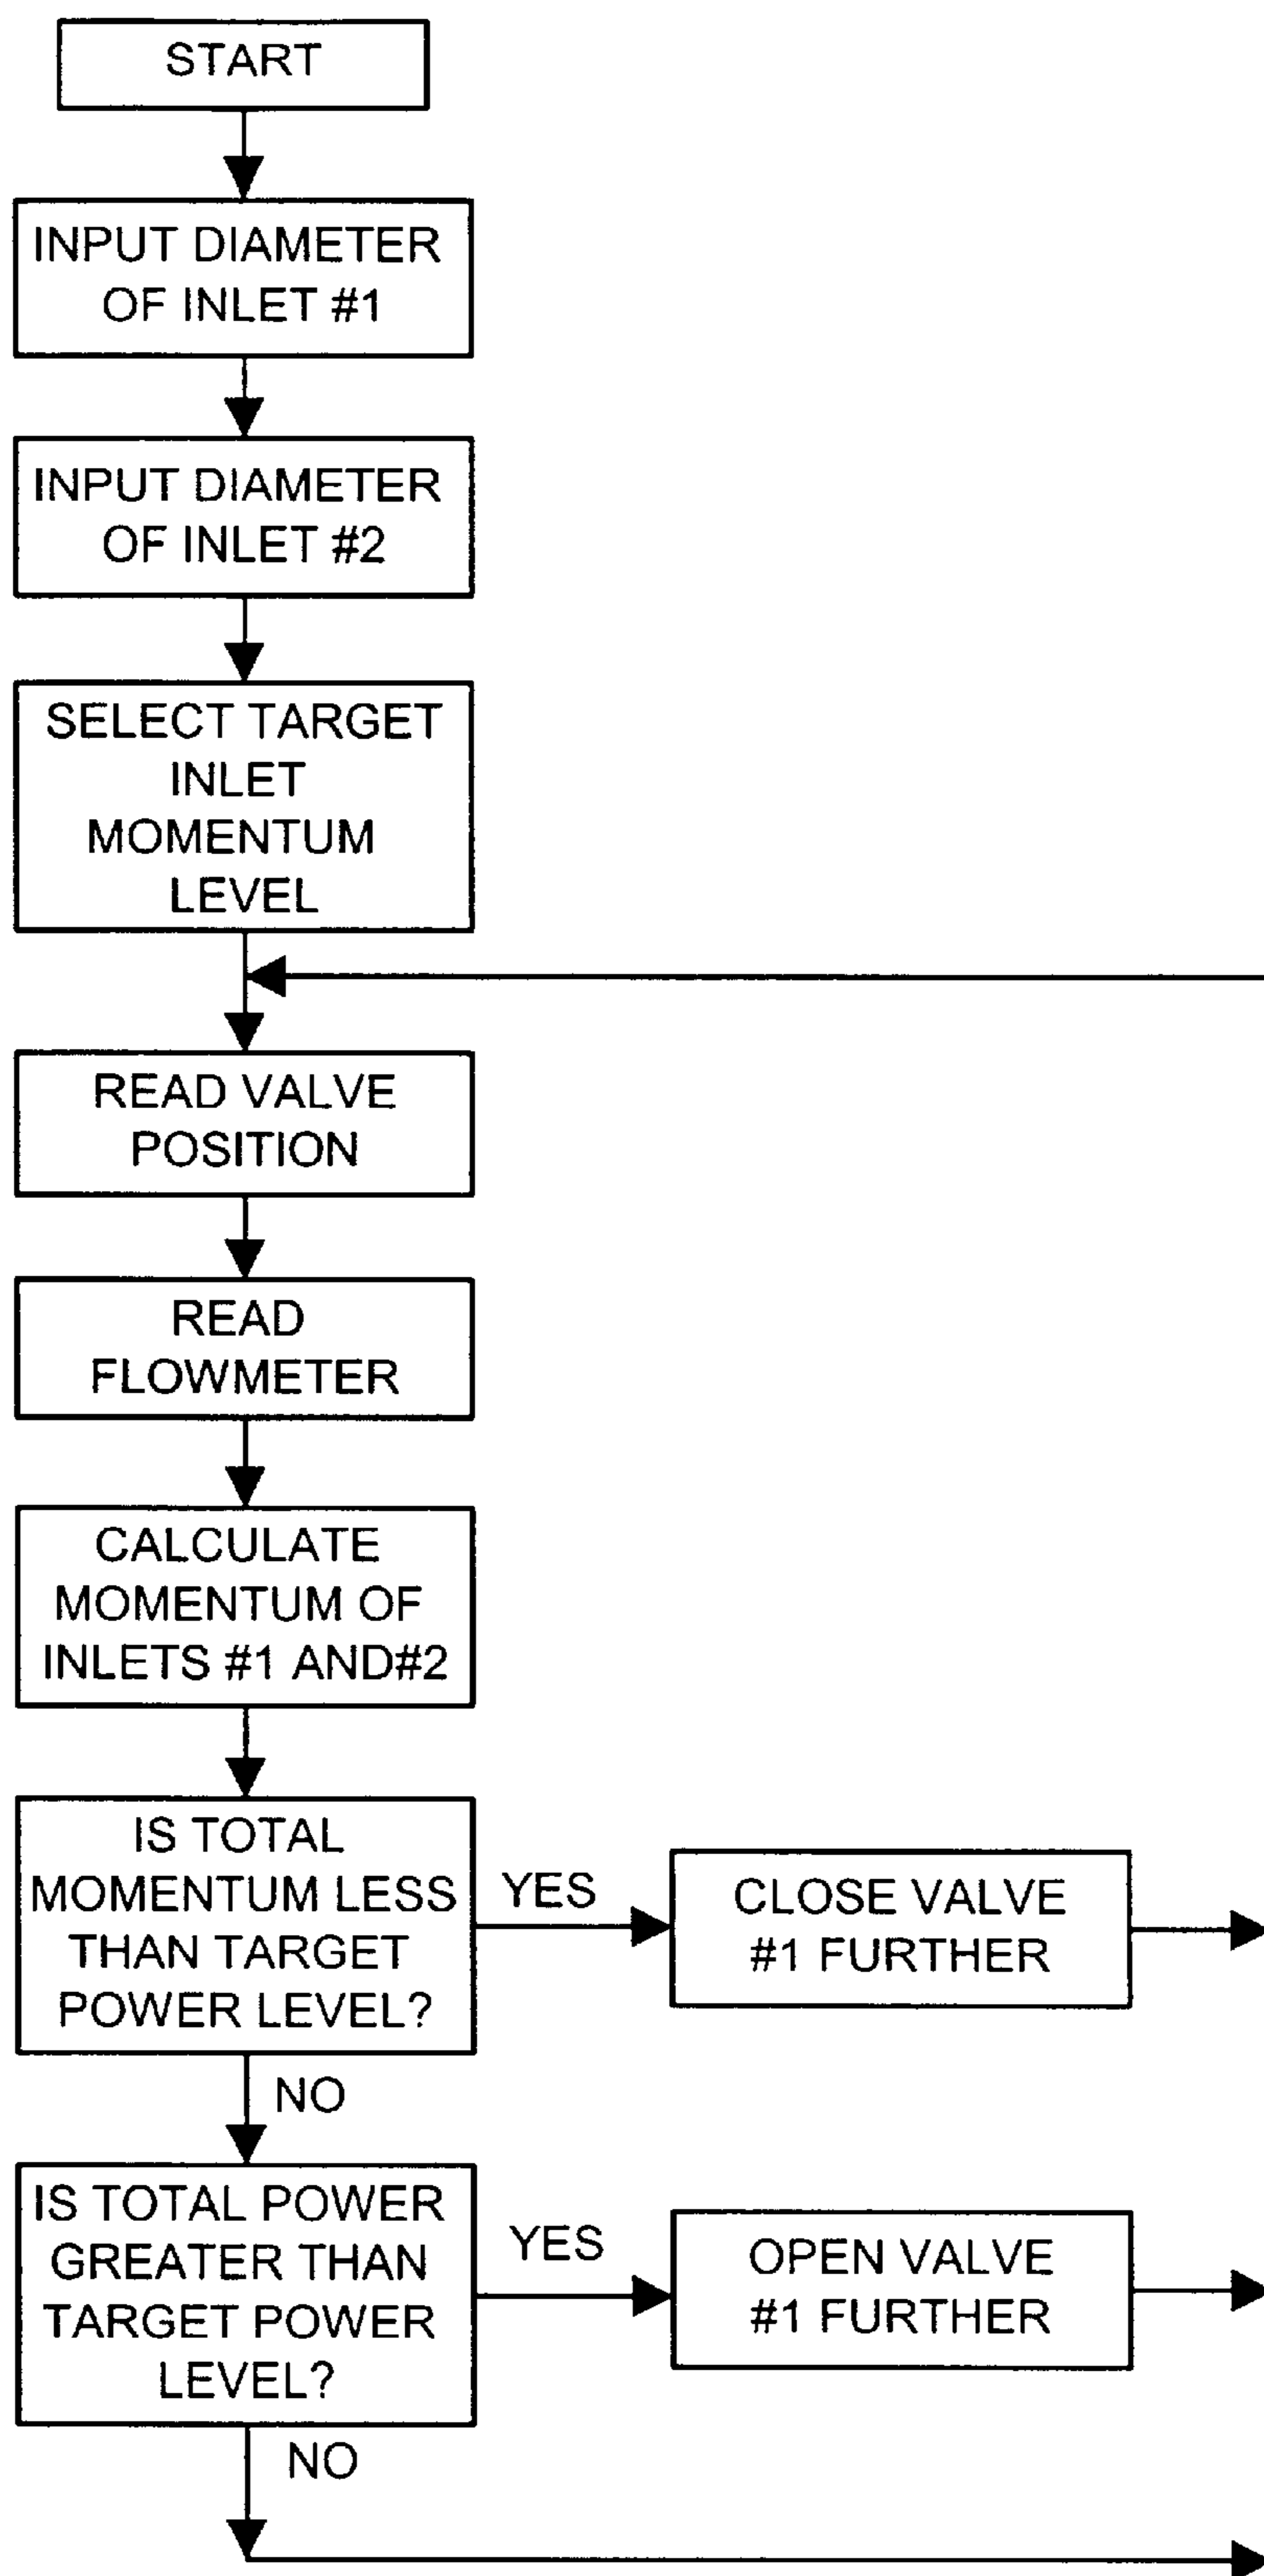 START
INPUT DIAMETER
OF INLET #1
INPUT DIAMETER
OF INLET #2
SELECT TARGET
INLET
MOMENTUM
LEVEL
READ VALVE
POSITION
READ
FLOWMETER
CALCULATE
MOMENTUM OF
INLETS #1 AND#2
IS TOTAL
MOMENTUM LESS
THAN TARGET
POWER LEVEL?
YES
CLOSE VALVE
#1 FURTHER
NO
IS TOTAL POWER
GREATER THAN
TARGET POWER
LEVEL?
YES
OPEN VALVE
#1 FURTHER
NO